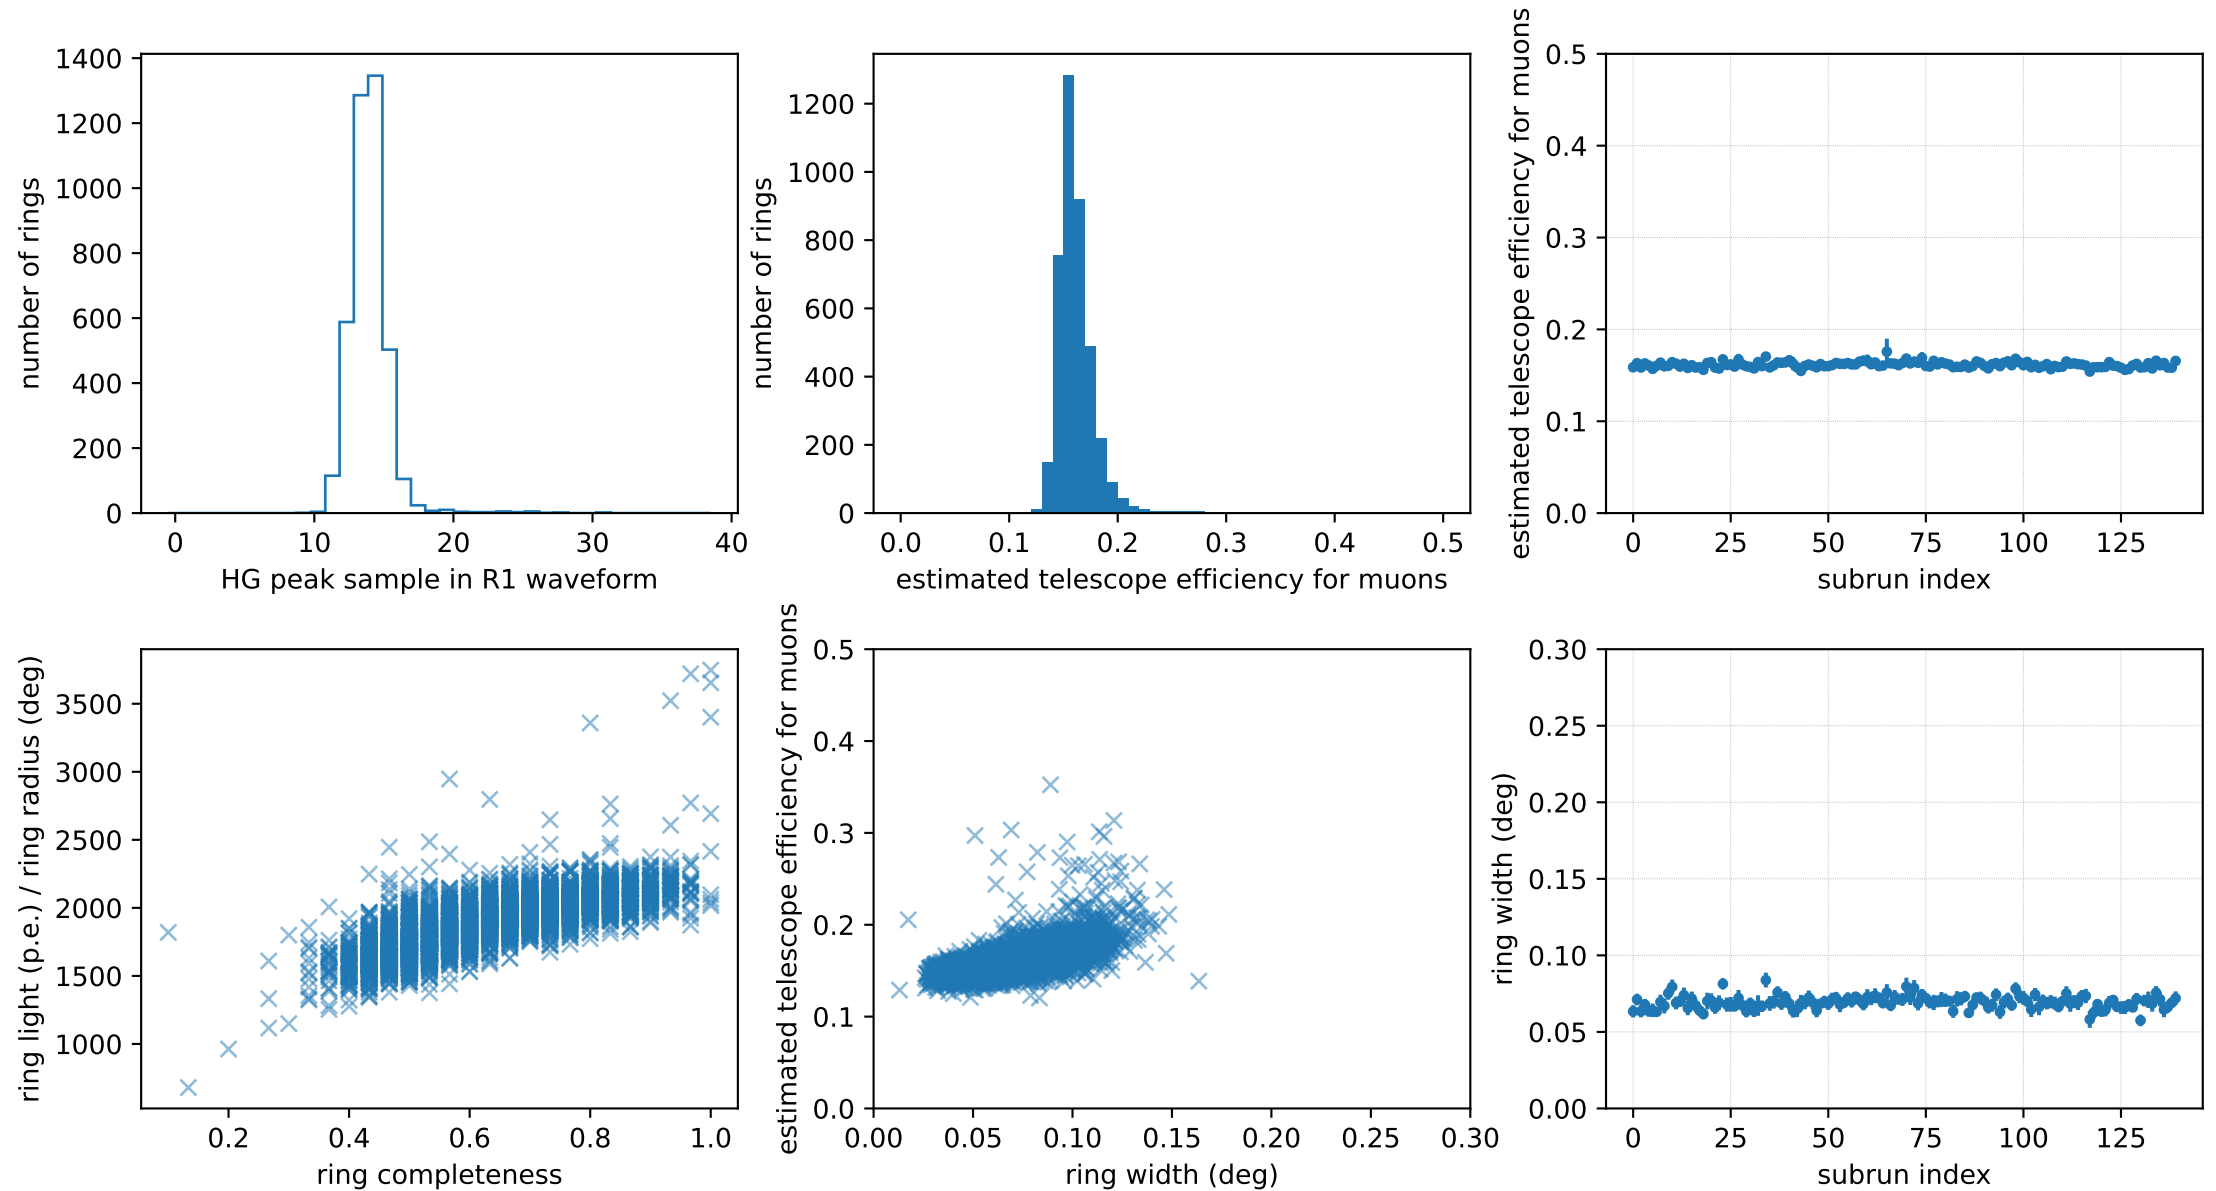 1400
1200
1000
800
600
400
200
0
number of rings
0 10 20 30 40
HG peak sample in R1 waveform
1200
1000
800
600
400
200
0
number of rings
0.0 0.1 0.2 0.3 0.4 0.5
estimated telescope efficiency for muons
0.5
0.4
0.3
0.2
0.1
0.0
estimated telescope efficiency for muons
0 25 50 75 100 125
subrun index
3500
3000
2500
2000
1500
1000
ring light (p.e.) / ring radius (deg)
0.2 0.4 0.6 0.8 1.0
ring completeness
0.5
0.4
0.3
0.2
0.1
0.0
estimated telescope efficiency for muons
0.00 0.05 0.10 0.15 0.20 0.25 0.30
ring width (deg)
0.30
0.25
0.20
0.15
0.10
0.05
0.00
ring width (deg)
0 25 50 75 100 125
subrun index